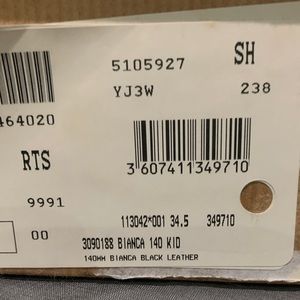 5105927 SH
YJ3W 238
464020
3607411349710
RTS
9991
113042*001 34.5 349710
00
3090188 BIANCA 140 KID
140MM BIANCA BLACK LEATHER